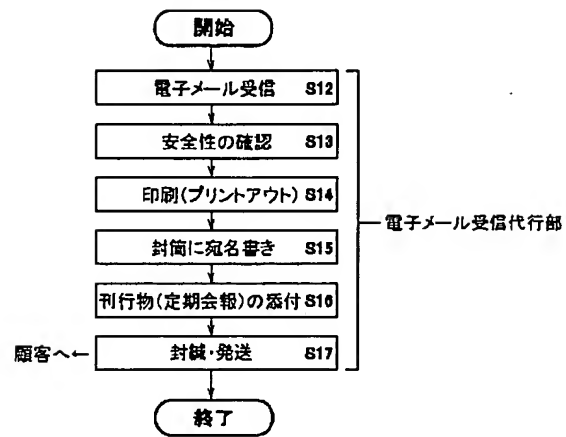 開始
電子メール受信 S12
安全性の確認 S13
印刷(プリントアウト) S14
電子メール受信代行部
封筒に宛名書き S15
刊行物(定期会報)の添付 S16
顧客へ← 封緘・発送 S17
終了